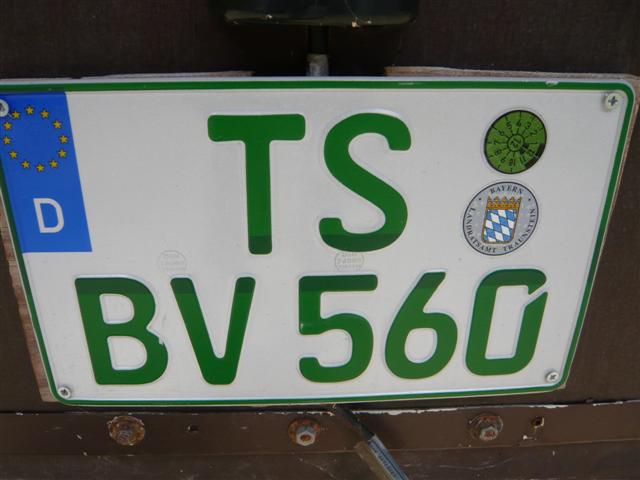 TS
D
BV 560
BAYERN
LANDRATSAMT TRAUNSTEIN